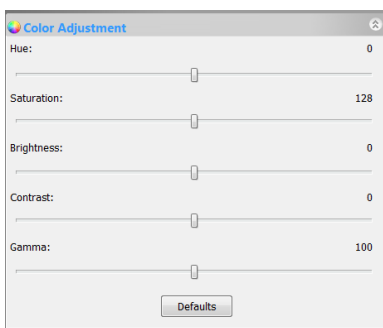 Color Adjustment
Hue: 0
Saturation: 128
Brightness: 0
Contrast: 0
Gamma: 100
Defaults